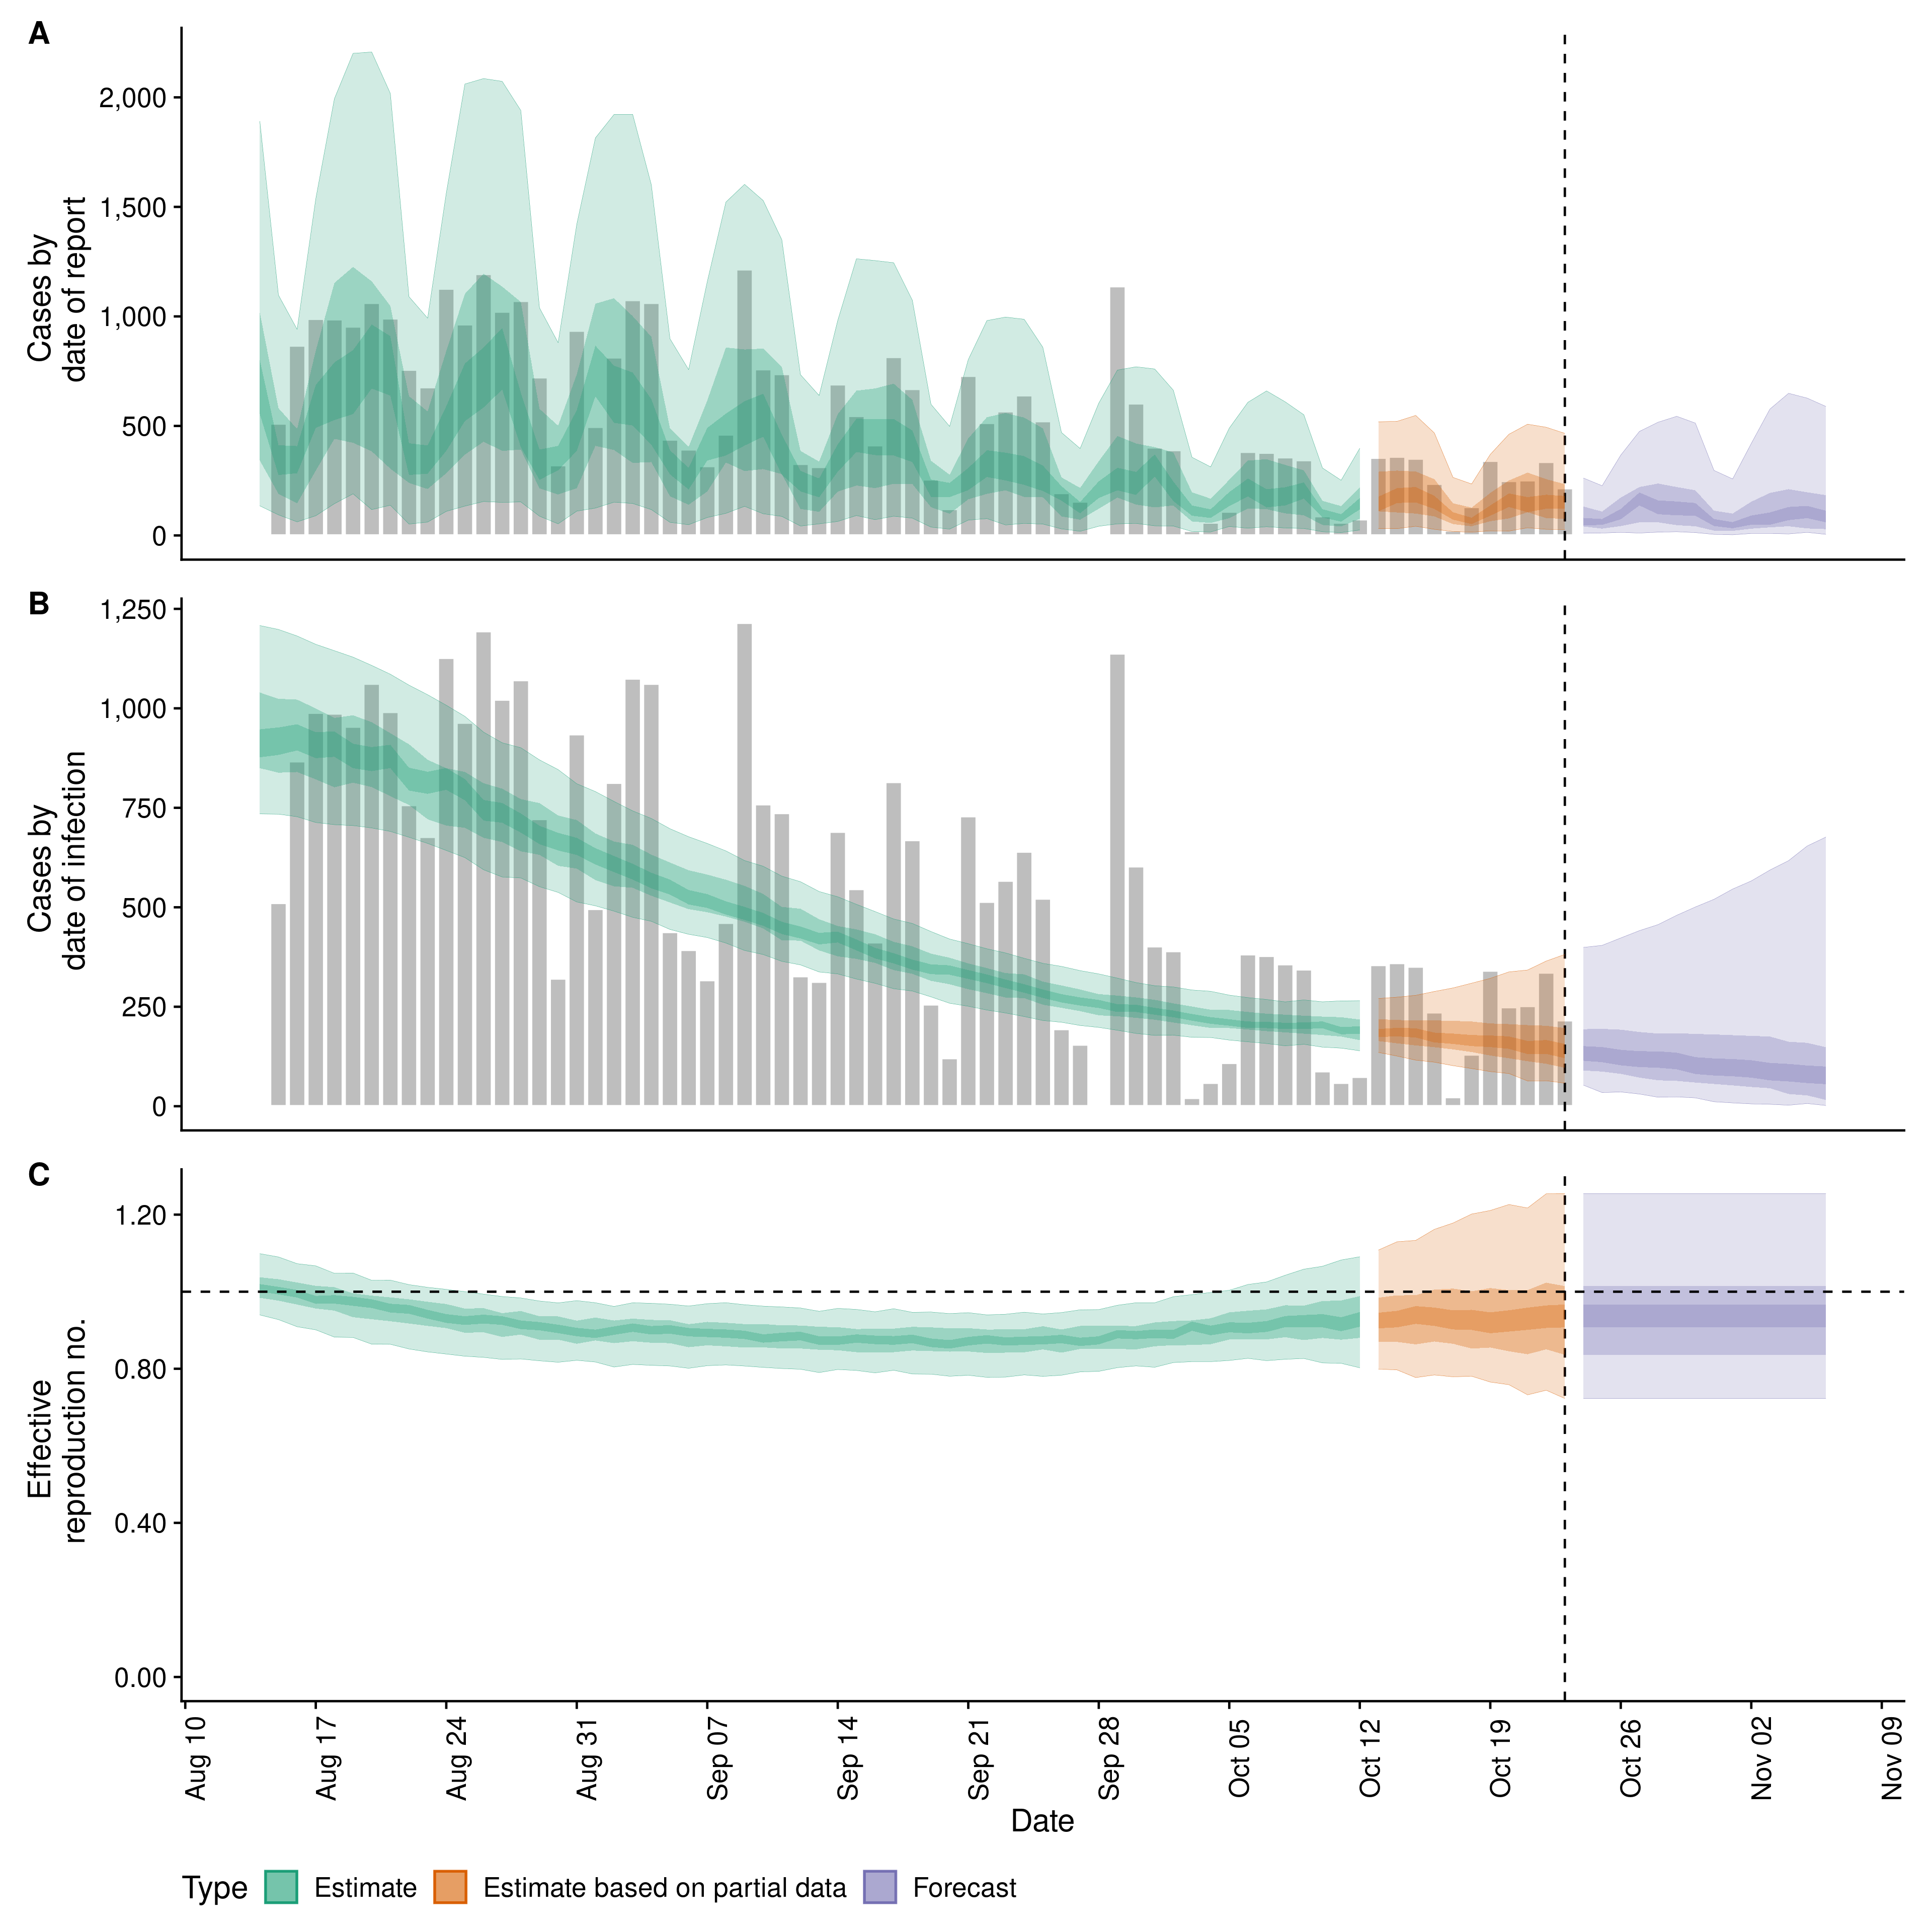 A
Cases by
date of report
2,000
1,500
1,000
500
0
B
Cases by
date of infection
1,250
1,000
750
500
250
0
C
Effective
reproduction no.
1.20
0.80
0.40
0.00
Aug 10
Aug 17
Aug 24
Aug 31
Sep 07
Sep 14
Sep 21
Sep 28
Oct 05
Oct 12
Oct 19
Oct 26
Nov 02
Nov 09
Date
Type Estimate Estimate based on partial data Forecast